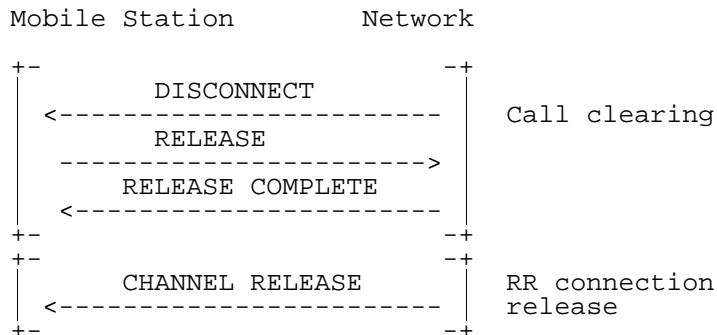 Mobile Station Network
DISCONNECT
Call clearing
RELEASE
RELEASE COMPLETE
CHANNEL RELEASE
RR connection
release